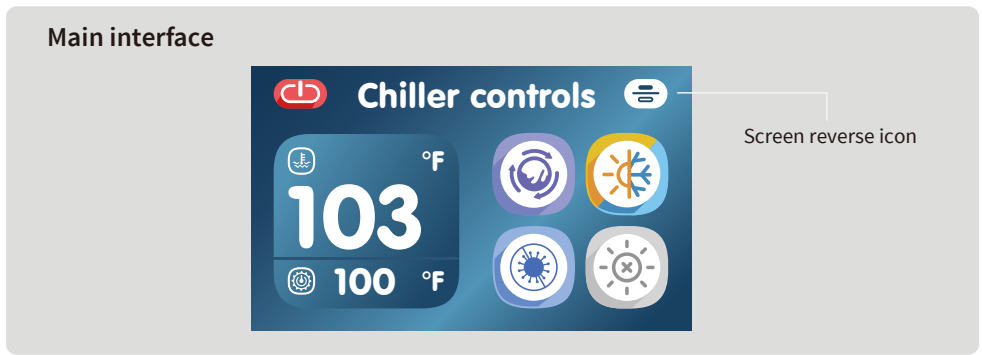 Main interface
Chiller controls
Screen reverse icon
°F
103
100 °F